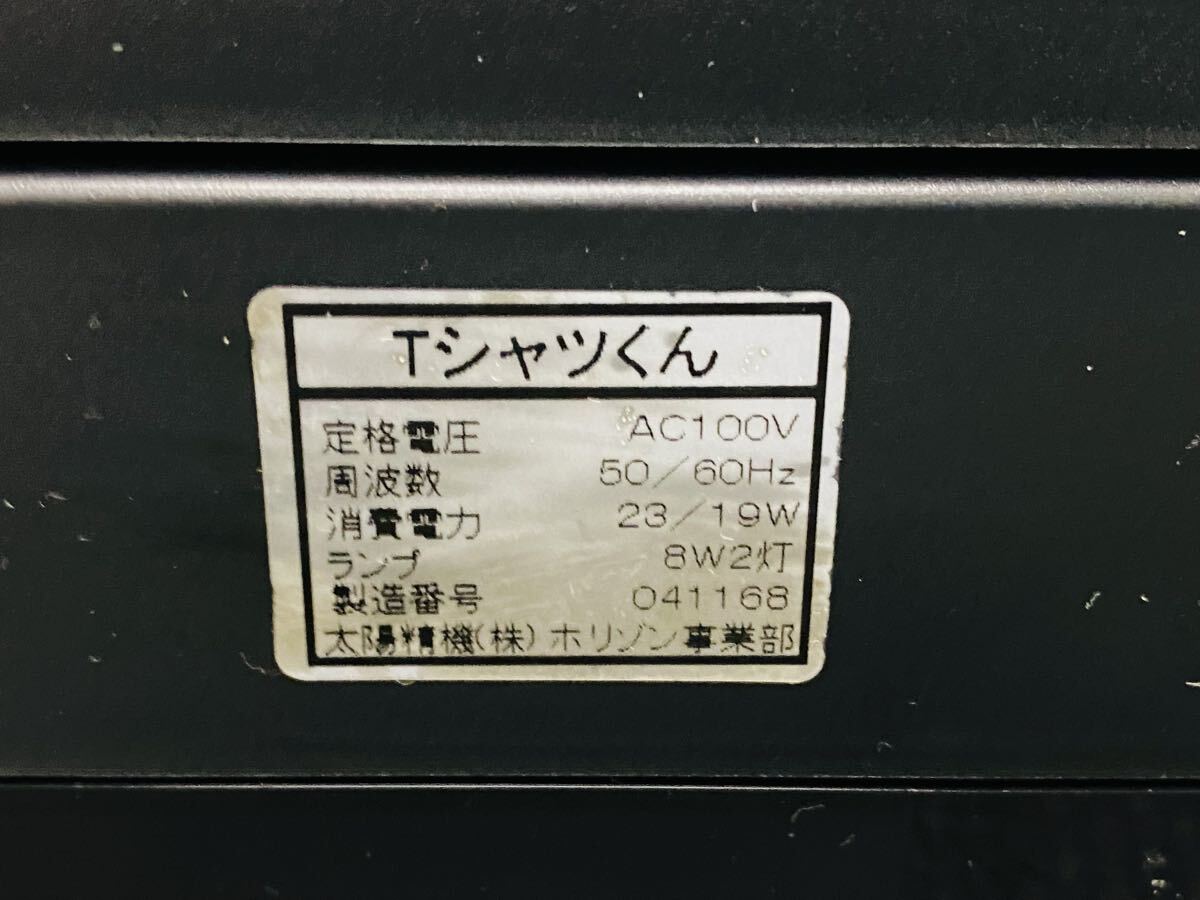 Tシャツくん
定格電圧 AC100V
周波数 50/60Hz
消費電力 23/19W
ランプ 8W2灯
製造番号 041168
太陽精機(株)ホリゾン事業部